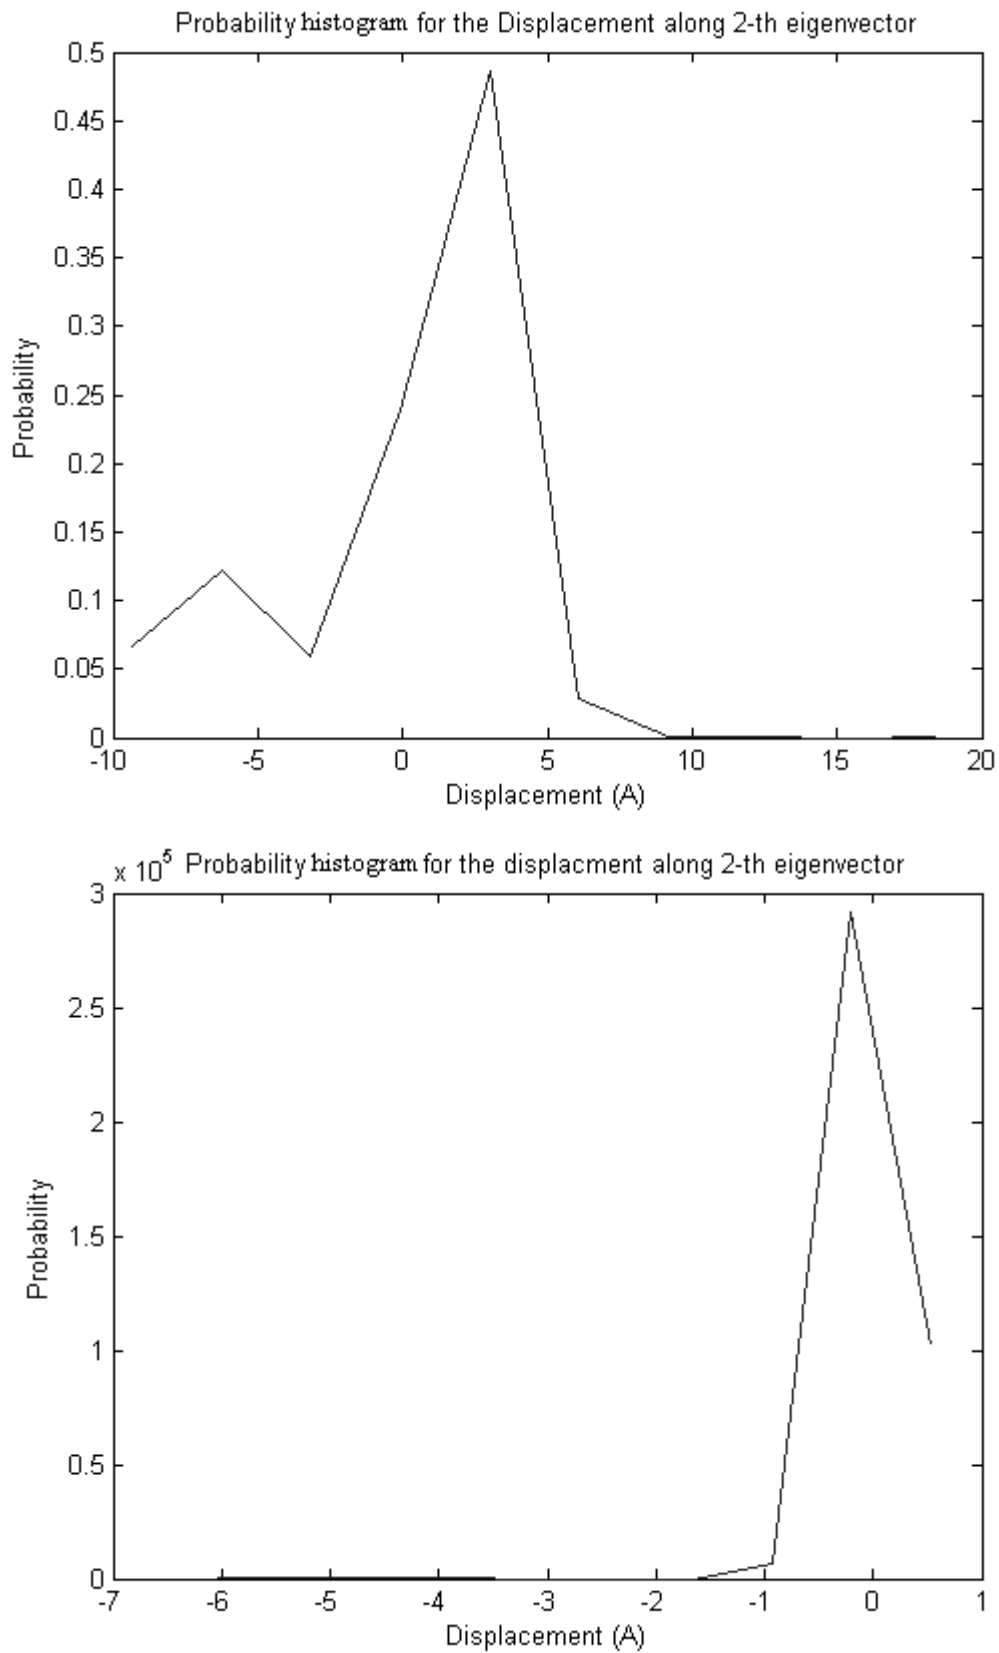 Probability histogram for the Displacement along 2-th eigenvector
0.5
0.45
0.4
0.35
0.3
0.25
0.2
0.15
0.1
0.05
0
Probability
-10 -5 0 5 10 15 20
Displacement (A)
x 10^5 Probability histogram for the displacment along 2-th eigenvector
3
2.5
2
1.5
1
0.5
0
Probability
-7 -6 -5 -4 -3 -2 -1 0 1
Displacement (A)